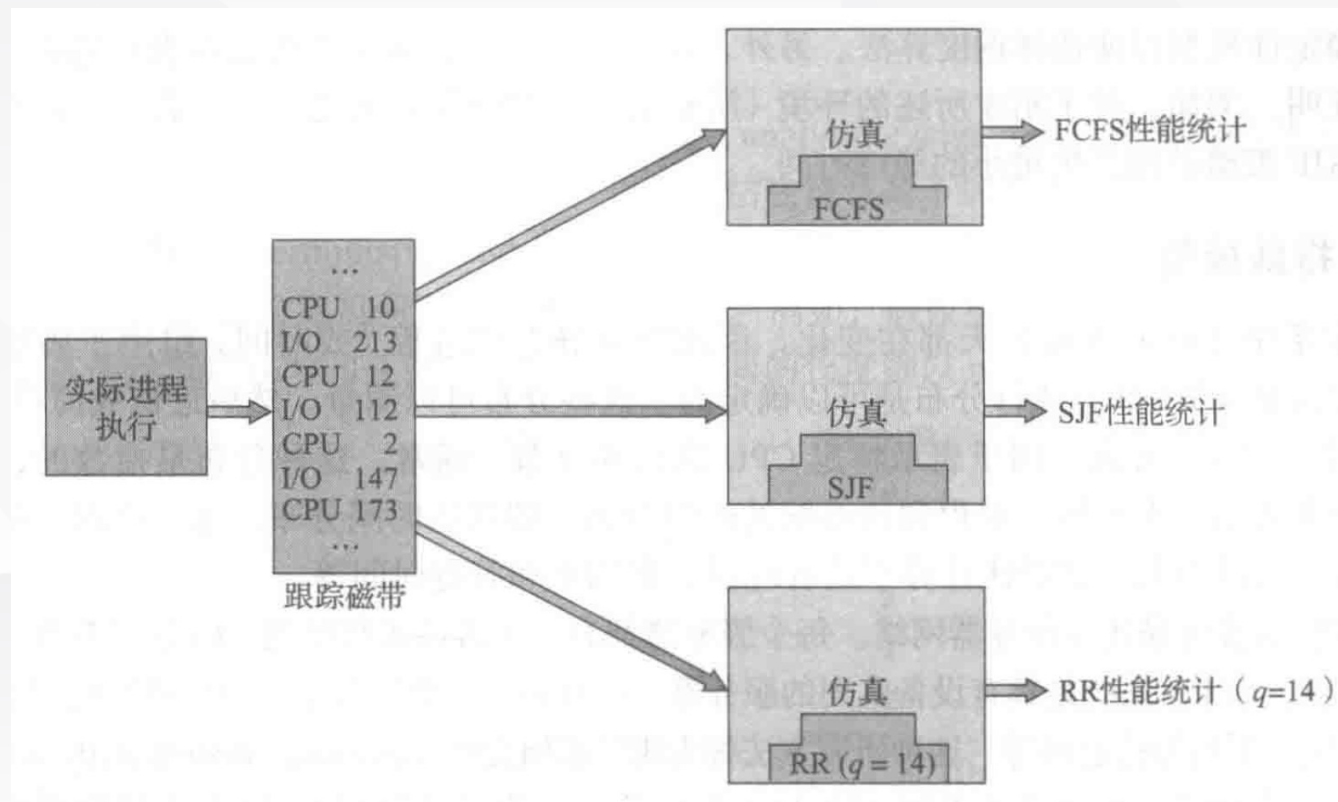 实际进程
执行
…
CPU 10
I/O 213
CPU 12
I/O 112
CPU 2
I/O 147
CPU 173
…
跟踪磁带
仿真
FCFS
FCFS性能统计
仿真
SJF
SJF性能统计
仿真
RR (q = 14)
RR性能统计（q=14）